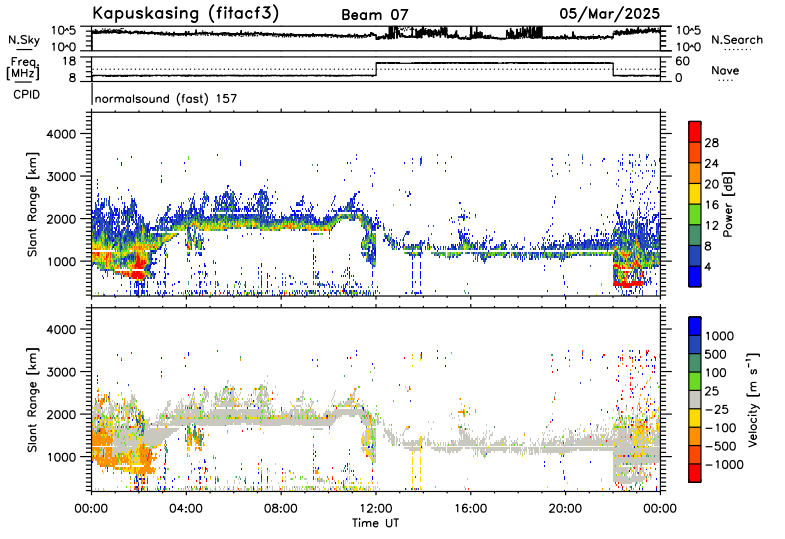 Kapuskasing (fitacf3) Beam 07 05/Mar/2025
N.Sky 10^5 10^0 10^5 10^0 N.Search
Freq. [MHz] 18 8 60 0 Nave
CPID normalsound (fast) 157
Slant Range [km]
4000
3000
2000
1000
28
24
20
16
12
8
4
Power [dB]
Slant Range [km]
4000
3000
2000
1000
1000
500
100
25
−25
−100
−500
−1000
Velocity [m s⁻¹]
00:00 04:00 08:00 12:00 16:00 20:00 00:00
Time UT